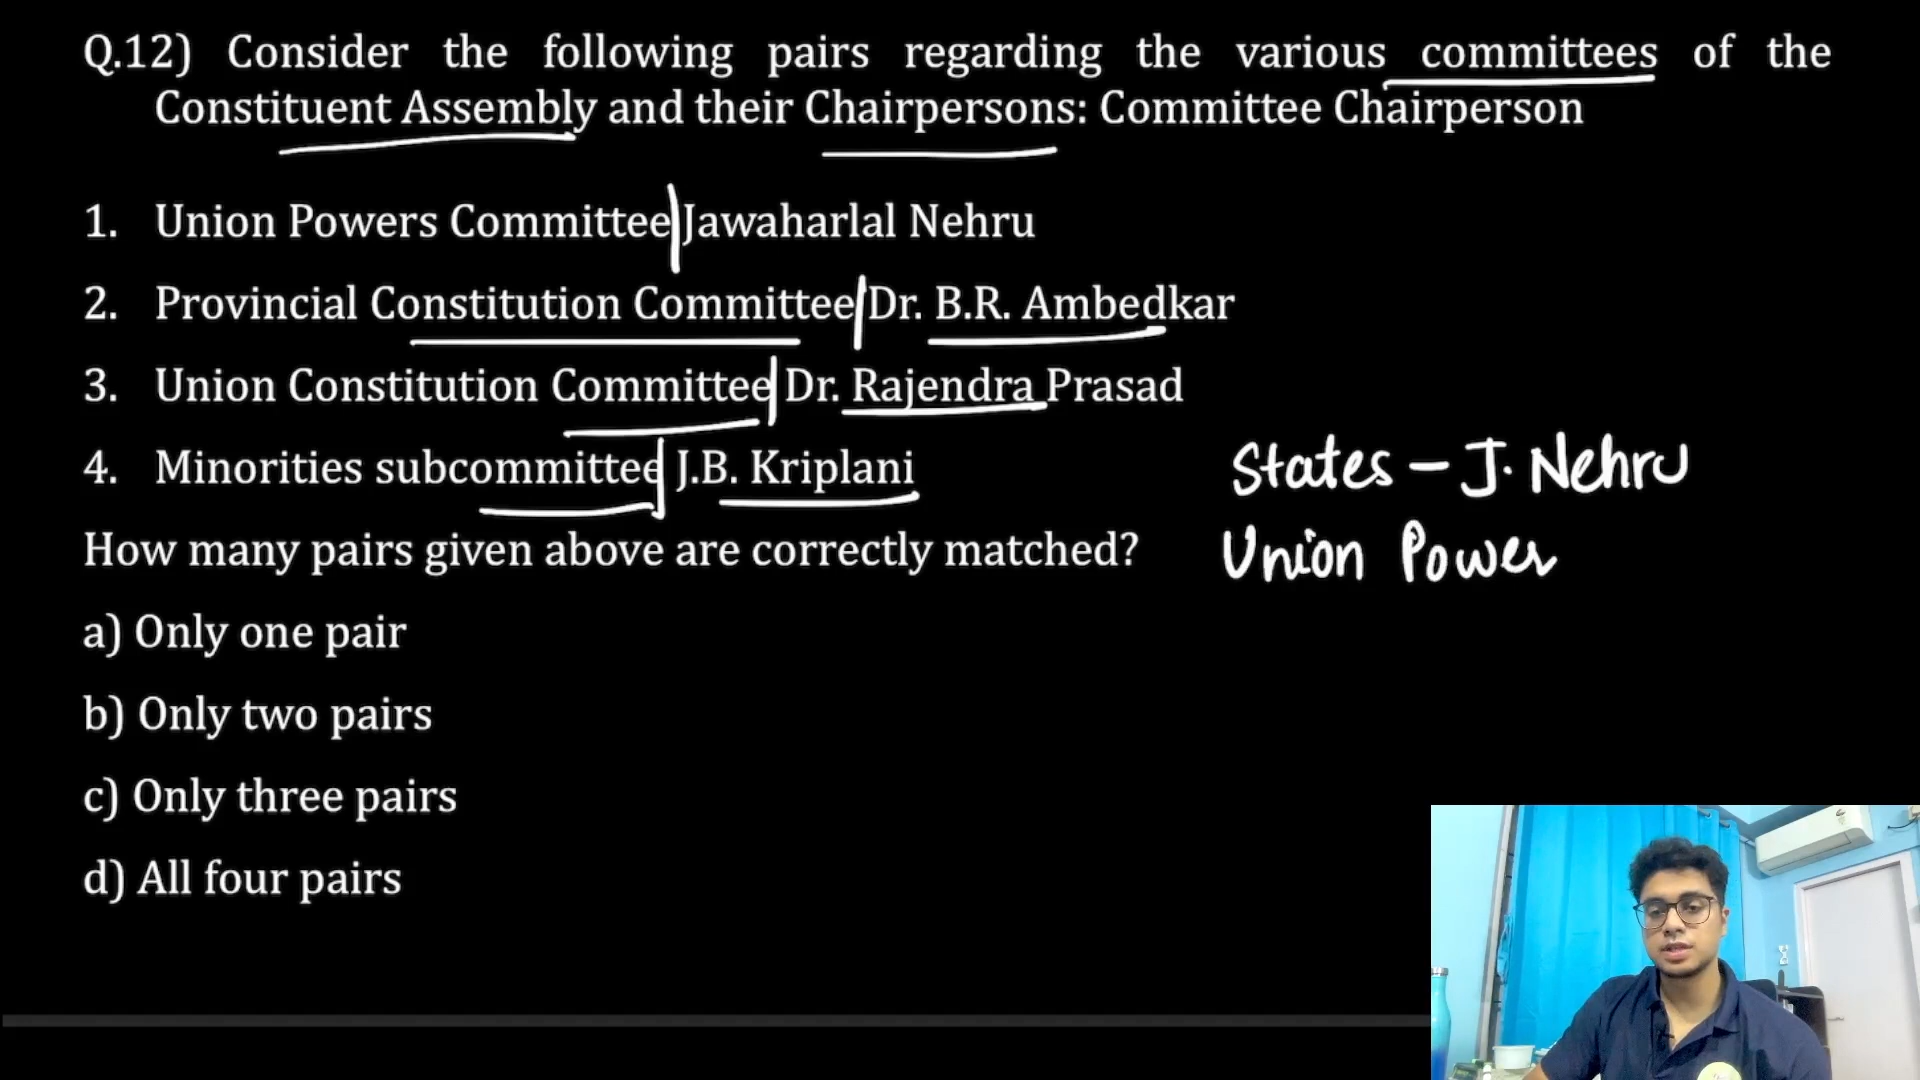 Q.12) Consider the following pairs regarding the various committees of the
Constituent Assembly and their Chairpersons: Committee Chairperson
1. Union Powers Committee Jawaharlal Nehru
2. Provincial Constitution Committee Dr. B.R. Ambedkar
3. Union Constitution Committee Dr. Rajendra Prasad
4. Minorities subcommittee J.B. Kriplani
States - J. Nehru
How many pairs given above are correctly matched?
Union Power
a) Only one pair
b) Only two pairs
c) Only three pairs
d) All four pairs